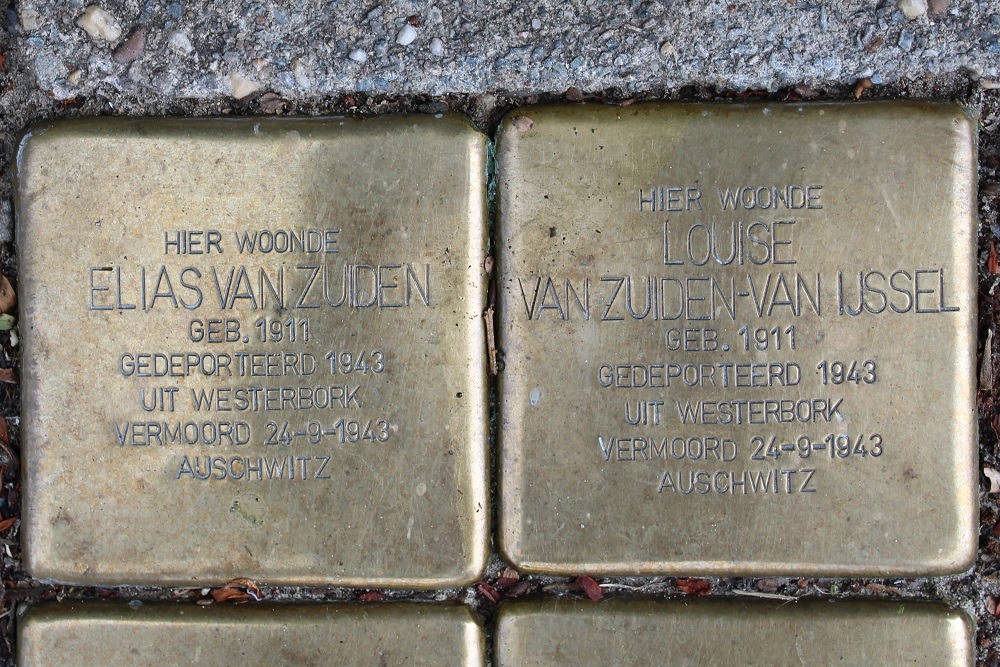 HIER WOONDE
ELIAS VAN ZUIDEN
GEB. 1911
GEDEPORTEERD 1943
UIT WESTERBORK
VERMOORD 24-9-1943
AUSCHWITZ
HIER WOONDE
LOUISE
VAN ZUIDEN-VAN IJSSEL
GEB. 1911
GEDEPORTEERD 1943
UIT WESTERBORK
VERMOORD 24-9-1943
AUSCHWITZ